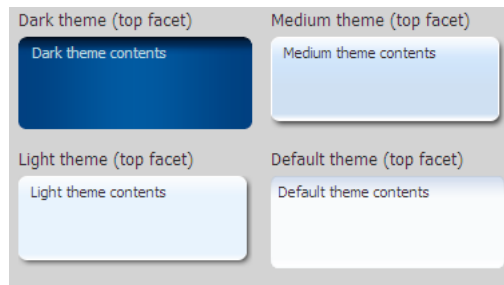 Dark theme (top facet)
Dark theme contents
Medium theme (top facet)
Medium theme contents
Light theme (top facet)
Light theme contents
Default theme (top facet)
Default theme contents